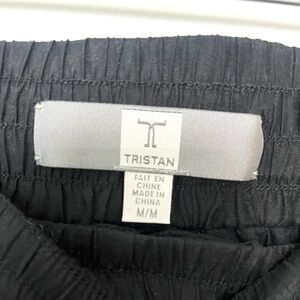 TRISTAN
FAIT EN
CHINE
MADE IN
CHINA
M/M